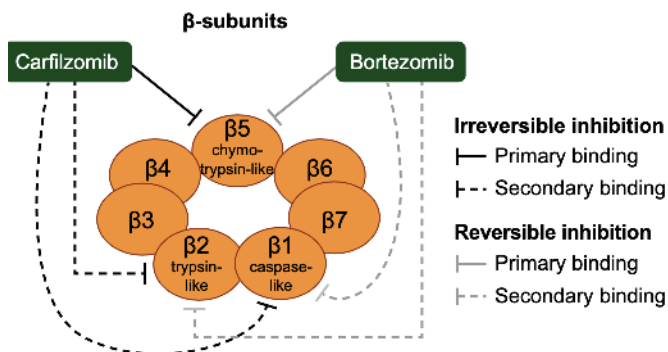 β-subunits
Carfilzomib
Bortezomib
β5
chymo-
trypsin-like
β4
β6
β3
β7
β2
trypsin-
like
β1
caspase-
like
Irreversible inhibition
Primary binding
Secondary binding
Reversible inhibition
Primary binding
Secondary binding